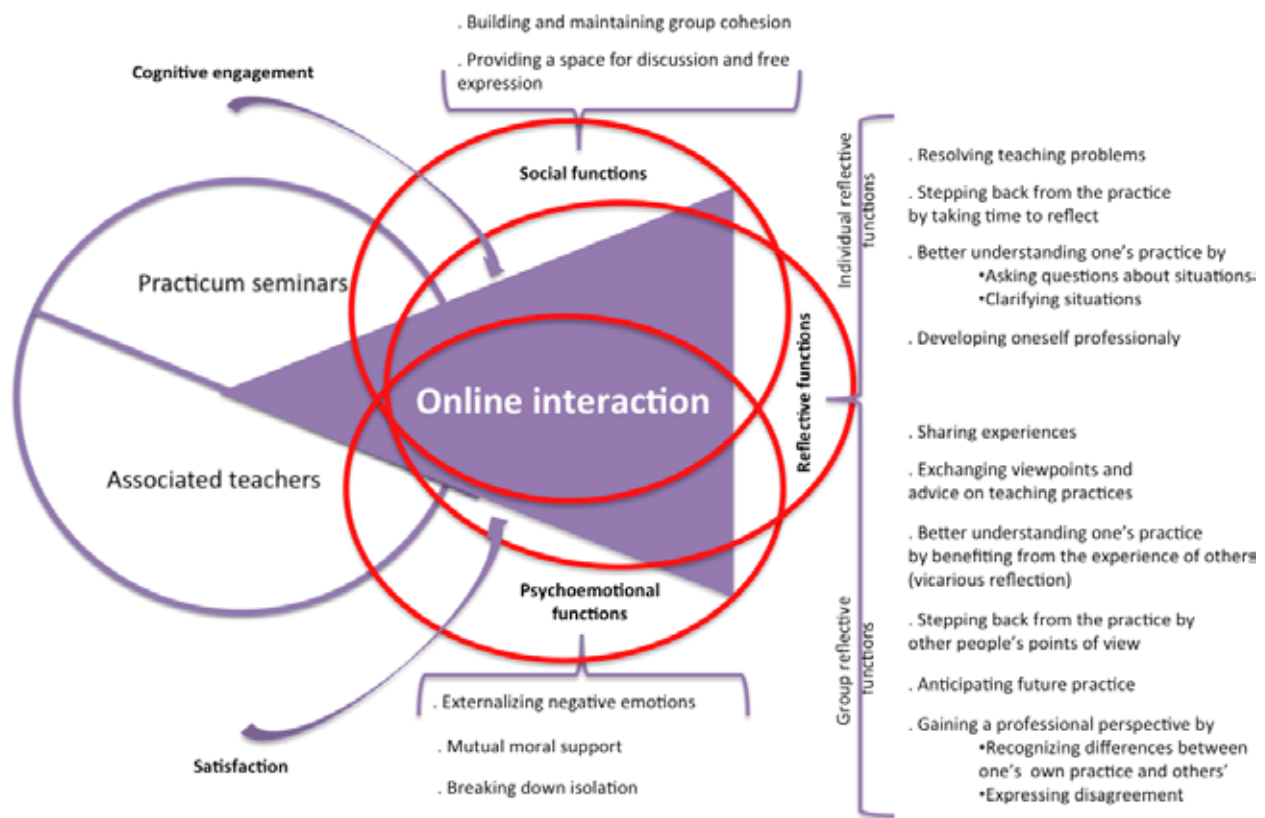 . Building and maintaining group cohesion
. Providing a space for discussion and free
expression
Cognitive engagement
Social functions
Practicum seminars
Associated teachers
Online interaction
Reflective functions
Psychoemotional
functions
. Externalizing negative emotions
. Mutual moral support
. Breaking down isolation
Satisfaction
Individual reflective
functions
. Resolving teaching problems
. Stepping back from the practice
by taking time to reflect
. Better understanding one's practice by
•Asking questions about situations
•Clarifying situations
. Developing oneself professionaly
Group reflective
functions
. Sharing experiences
. Exchanging viewpoints and
advice on teaching practices
. Better understanding one's practice
by benefiting from the experience of others
(vicarious reflection)
. Stepping back from the practice by
other people's points of view
. Anticipating future practice
. Gaining a professional perspective by
•Recognizing differences between
one's own practice and others'
•Expressing disagreement